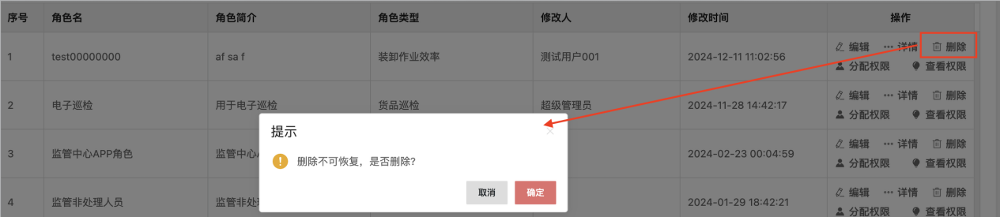 序号 角色名 角色简介 角色类型 修改人 修改时间 操作
1 test00000000 af sa f 装卸作业效率 测试用户001 2024-12-11 11:02:56 编辑 详情 删除
分配权限 查看权限
2 电子巡检 用于电子巡检 货品巡检 超级管理员 2024-11-28 14:42:17 编辑 详情 删除
分配权限 查看权限
提示
3 监管中心APP角色 监管中心 2024-02-23 00:04:59 编辑 详情 删除
删除不可恢复，是否删除?
分配权限 查看权限
取消 确定
4 监管非处理人员 监管非处 2024-01-29 18:42:21 编辑 详情 删除
分配权限 查看权限